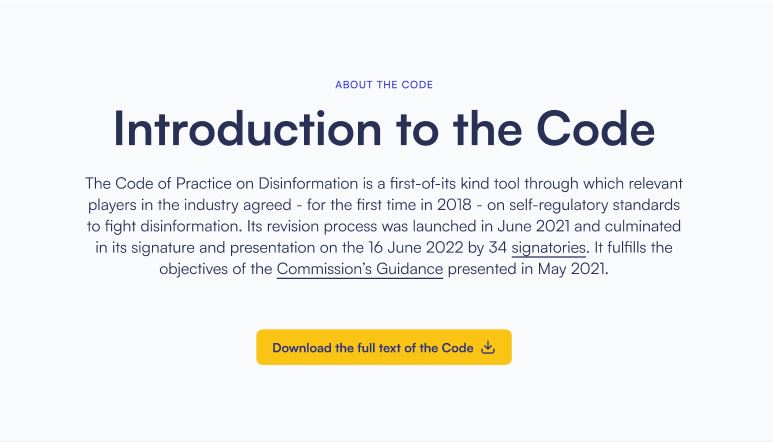 ABOUT THE CODE
Introduction to the Code
The Code of Practice on Disinformation is a first-of-its kind tool through which relevant
players in the industry agreed - for the first time in 2018 - on self-regulatory standards
to fight disinformation. Its revision process was launched in June 2021 and culminated
in its signature and presentation on the 16 June 2022 by 34 signatories. It fulfills the
objectives of the Commission's Guidance presented in May 2021.
Download the full text of the Code